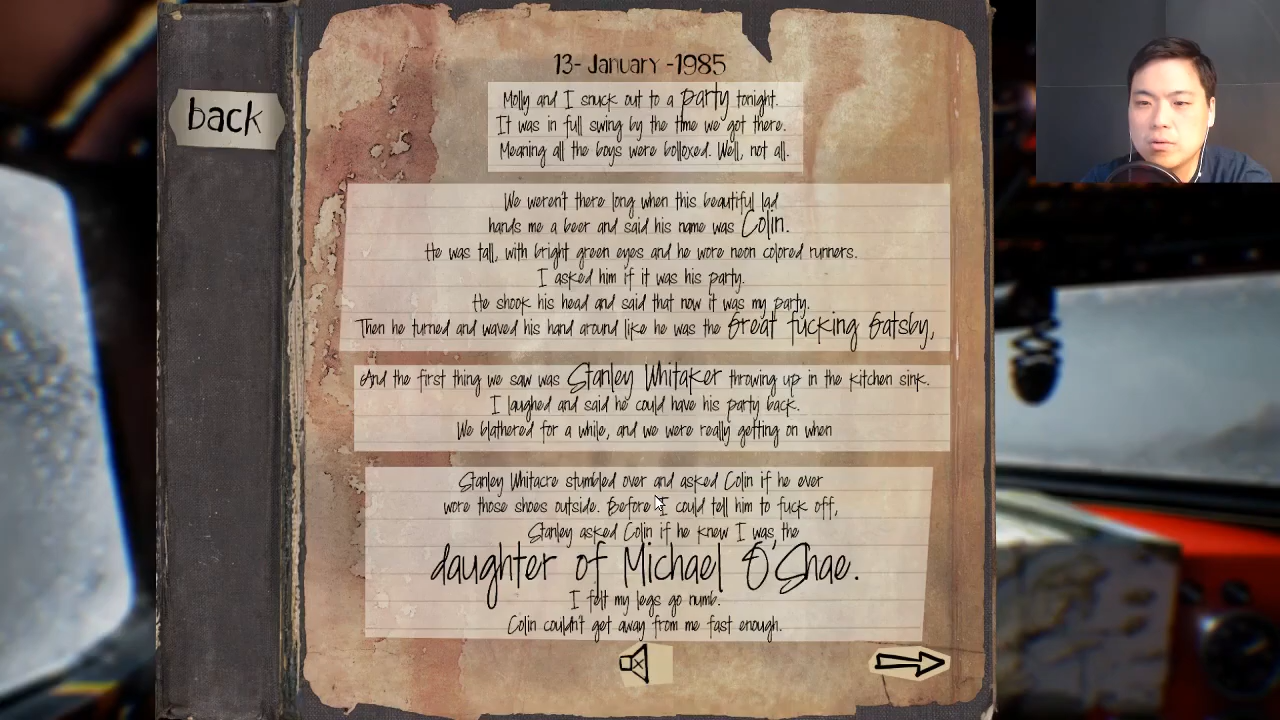 back
13- January -1985
Molly and I snuck out to a party tonight.
It was in full swing by the time we got there.
Meaning all the boys were bolloxed. Well, not all.
We weren't there long when this beautiful lad
hands me a beer and said his name was Colin.
He was tall, with bright green eyes and he wore neon colored runners.
I asked him if it was his party.
He shook his head and said that now it was my party.
Then he turned and waved his hand around like he was the Great fucking Gatsby,
And the first thing we saw was Stanley Whitaker throwing up in the kitchen sink.
I laughed and said he could have his party back.
We blathered for a while, and we were really getting on when
Stanley Whitacre stumbled over and asked Colin if he ever
wore those shoes outside. Before I could tell him to fuck off,
Stanley asked Colin if he knew I was the
daughter of Michael O'Shae.
I felt my legs go numb.
Colin couldn't get away from me fast enough.